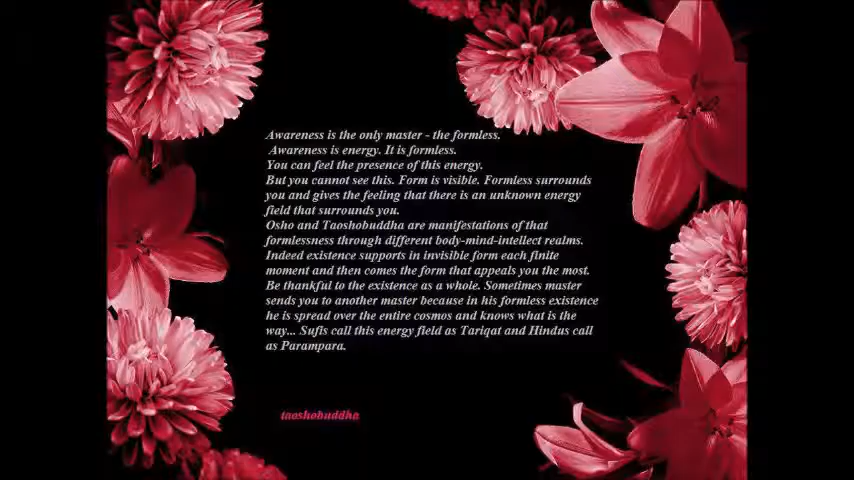 Awareness is the only master - the formless.
Awareness is energy. It is formless.
You can feel the presence of this energy.
But you cannot see this. Form is visible. Formless surrounds
you and gives the feeling that there is an unknown energy
field that surrounds you.
Osho and Taoshobuddha are manifestations of that
formlessness through different body-mind-intellect realms.
Indeed existence supports in invisible form each finite
moment and then comes the form that appeals you the most.
Be thankful to the existence as a whole. Sometimes master
sends you to another master because in his formless existence
he is spread over the entire cosmos and knows what is the
way... Sufis call this energy field as Tariqat and Hindus call
as Parampara.
taoshobuddha